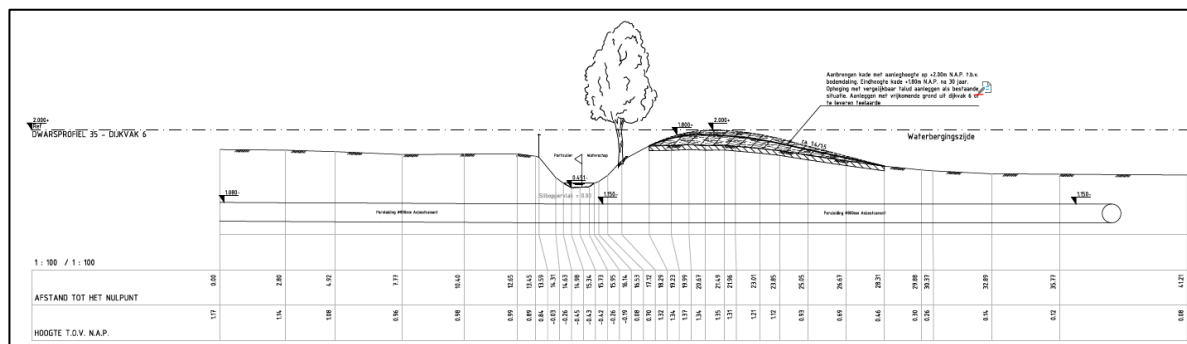 Aanbrengen kade met aanleghoogte op +2.00m N.A.P. t.b.v.
bodemdaling. Eindhoogte kade +1.80m N.A.P. na 30 jaar.
Ophoging met vergelijkbaar talud aanleggen als bestaande
situatie. Aanleggen met vrijkomende grond uit dijkvak 6 of
te leveren teelaarde
2.000+
Ref
DWARSPROFIEL 35 - DIJKVAK 6
1.800+
2.000+
Waterbergingszijde
Particulier
Waterschap
1.150-
1.150-
Persleiding
Persleiding
1 : 100 / 1 : 100
AFSTAND TOT HET NULPUNT
0.00 2.80 4.92 7.77 10.40 12.65 13.45 13.59 14.31 14.63 14.98 15.34 15.73 15.95 16.14 16.53 17.12 18.29 19.23 19.99 20.67 21.49 21.96 23.01 23.85 25.05 26.67 28.31 29.88 30.37 32.89 35.77 41.21
HOOGTE T.O.V. N.A.P.
1.17 1.14 1.08 0.96 0.98 0.99 0.89 0.84 -0.03 -0.26 -0.45 -0.43 -0.42 -0.26 -0.19 0.08 0.70 1.32 1.34 1.37 1.34 1.35 1.31 1.21 1.12 0.93 0.69 0.46 0.30 0.26 0.14 0.12 0.08